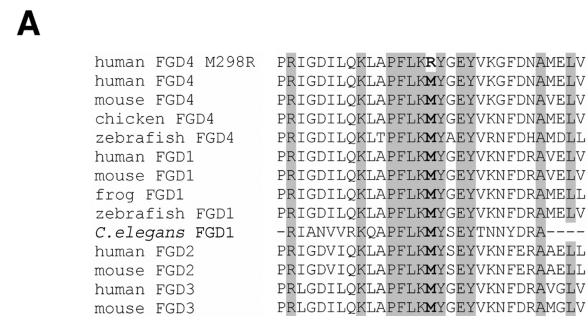 A
human FGD4 M298R PRIGDILQKLAPFLKRYGEYVKGFDNAMELV
human FGD4 PRIGDILQKLAPFLKMYGEYVKGFDNAMELV
mouse FGD4 PRIGDILQKLAPFLKMYGEYVKGFDNAMELV
chicken FGD4 PRIGDILQKLAPFLKMYGEYVKNFDNAMELV
zebrafish FGD4 PRIGDILQKLTPFLKMYAEYVRNFDHAMDLL
human FGD1 PRIGDILQKLAPFLKMYGEYVKNFDRAVELV
mouse FGD1 PRIGDILQKLAPFLKMYGEYVKNFDRAVELV
frog FGD1 PRIGDILQKLAPFLKMYGEYVKNFDRAMELV
zebrafish FGD1 PRIGDILQKLAPFLKMYGEYVKNFDRAMELV
C.elegans FGD1 -RIANVVRKQAPFLKMYSEYTNNYDRA----
human FGD2 PRIGDVIQKLAPFLKMYSEYVKNFERAAELL
mouse FGD2 PRIGDVIQKLAPFLKMYSEYVKNFERAAELL
human FGD3 PRLGDILQKLAPFLKMYGEYVKNFDRAVGLV
mouse FGD3 PRLGDILQKLAPFLKMYGEYVKNFDRAMGLV